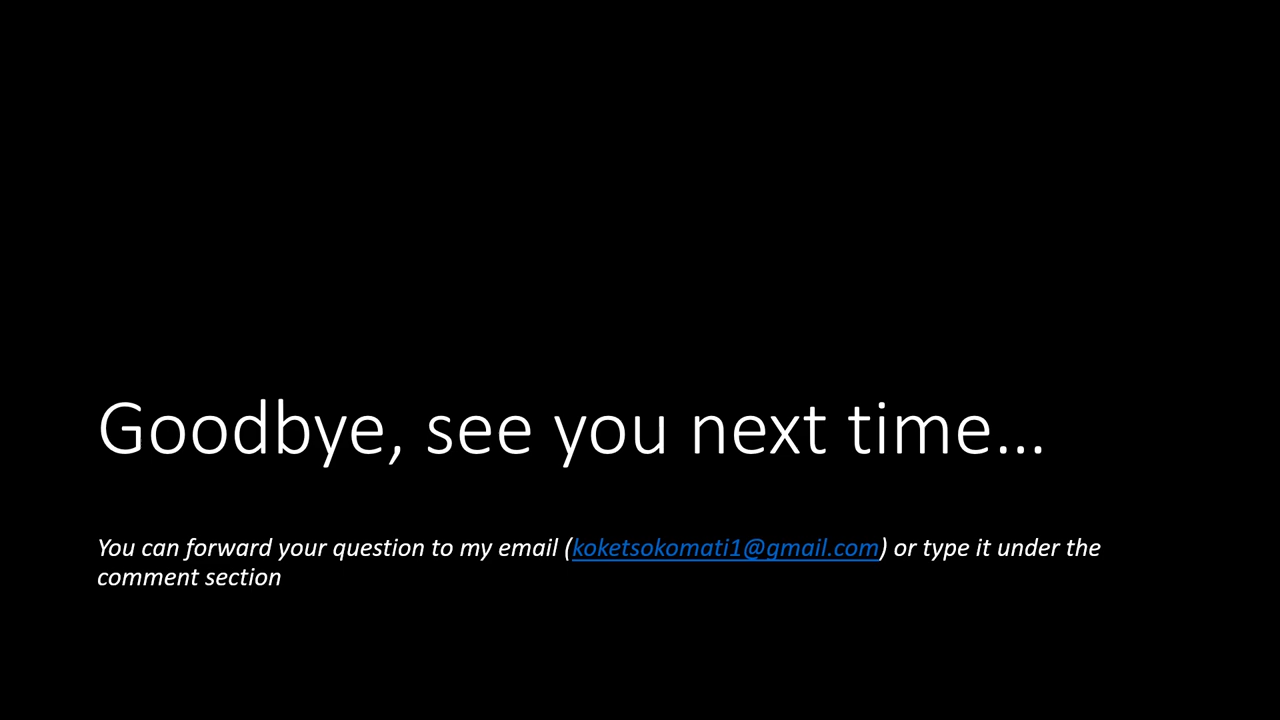 Goodbye, see you next time...
You can forward your question to my email (koketsokomati1@gmail.com) or type it under the
comment section